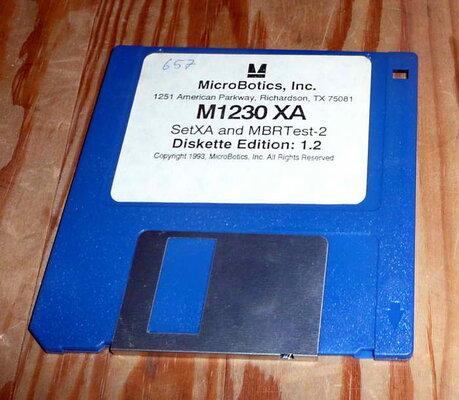 657
MicroBotics, Inc.
1251 American Parkway, Richardson, TX 75081
M1230 XA
SetXA and MBRTest-2
Diskette Edition: 1.2
Copyright 1993, MicroBotics, Inc. All Rights Reserved